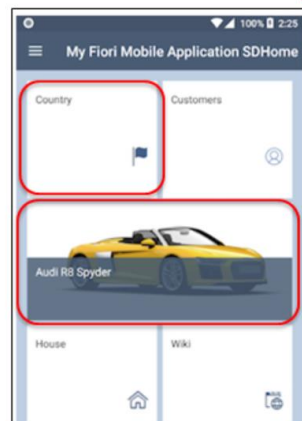 100% 2:25
My Fiori Mobile Application SDHome
Country Customers
Audi R8 Spyder
House Wiki